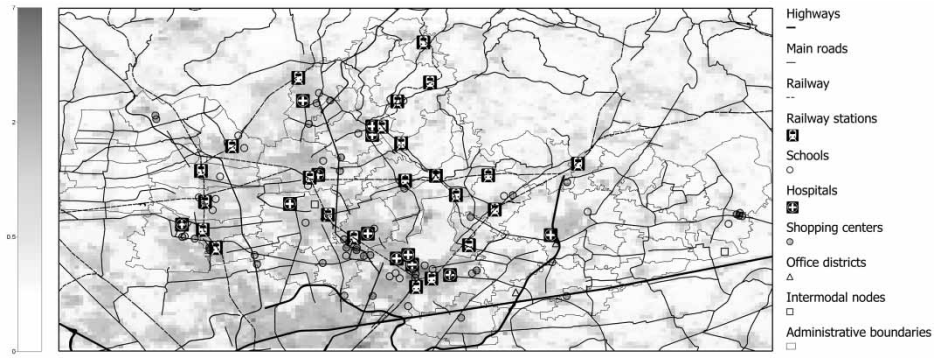 7
2
0.5
0
Highways
Main roads
Railway
Railway stations
Schools
Hospitals
Shopping centers
Office districts
Intermodal nodes
Administrative boundaries